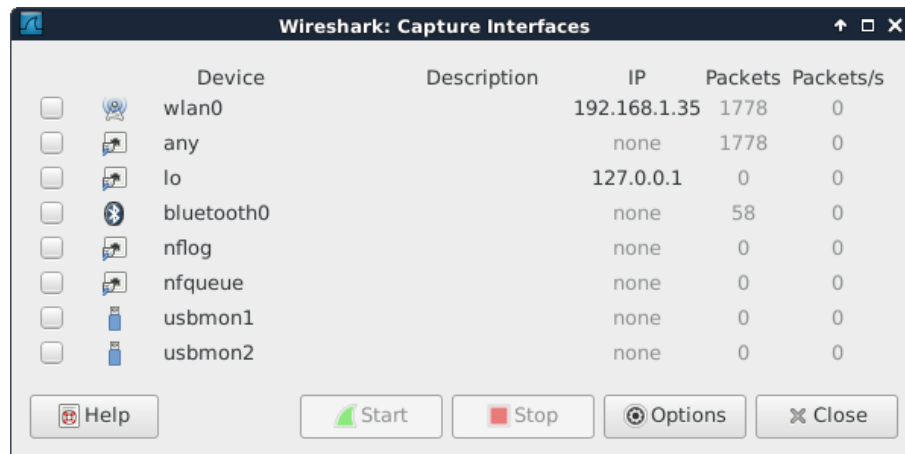 Wireshark: Capture Interfaces
Device Description IP Packets Packets/s
wlan0 192.168.1.35 1778 0
any none 1778 0
lo 127.0.0.1 0 0
bluetooth0 none 58 0
nflog none 0 0
nfqueue none 0 0
usbmon1 none 0 0
usbmon2 none 0 0
Help Start Stop Options Close